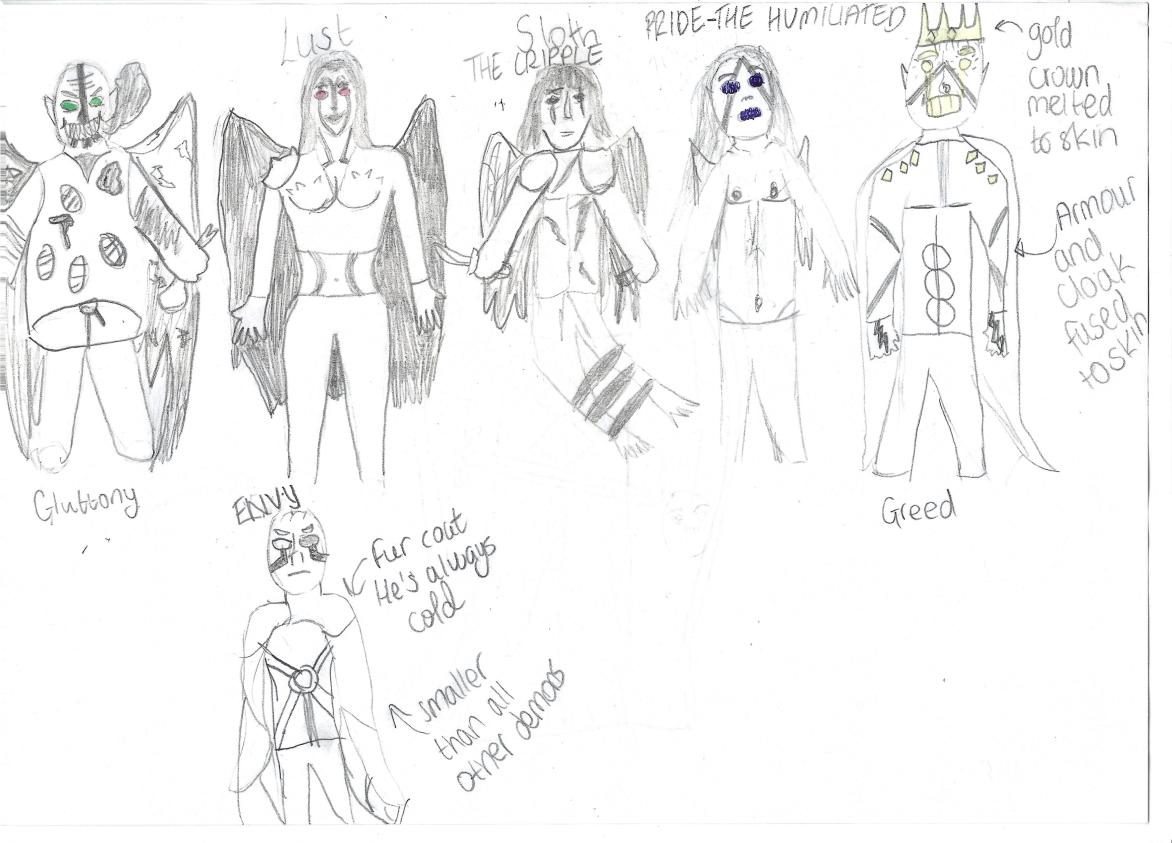 Lust
Sloth
THE CRIPPLE
PRIDE-THE HUMILIATED
gold
crown
melted
to skin
Armour
and
cloak
fused
to skin
Gluttony
Greed
ENVY
Fur coat
He's always
cold
smaller
than all
other demons